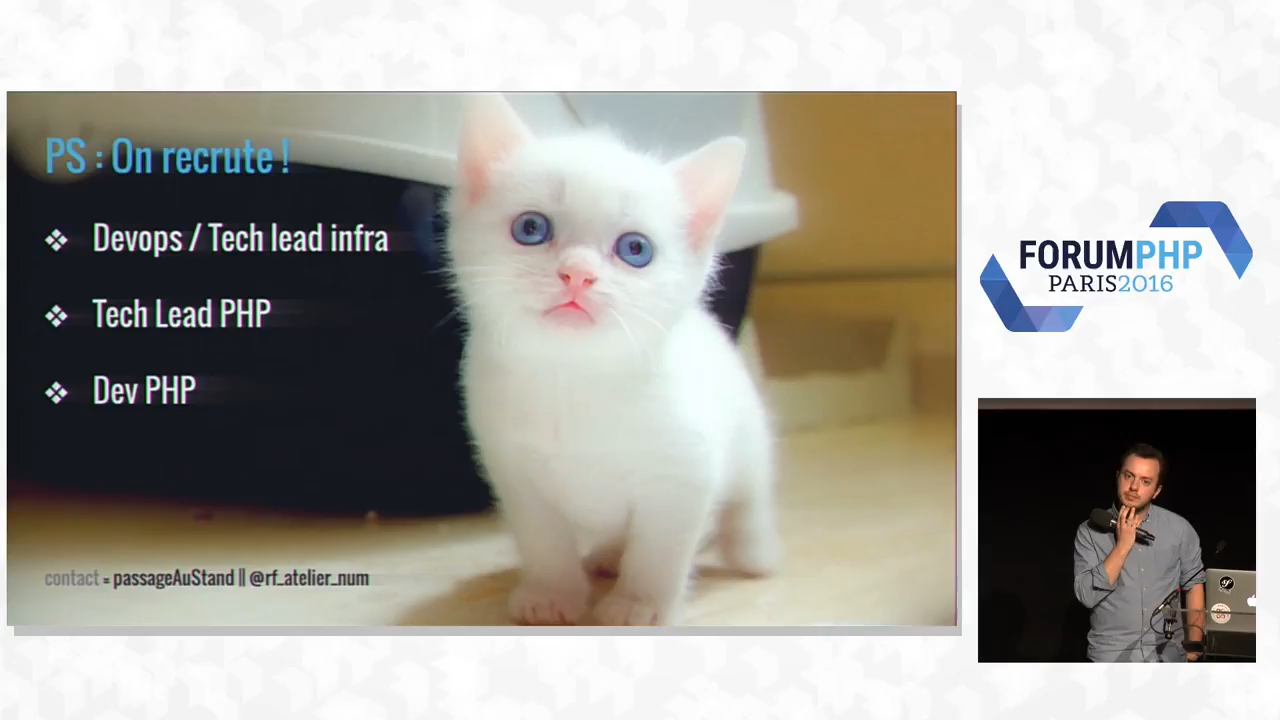 PS : On recrute !
❖ Devops / Tech lead infra
❖ Tech Lead PHP
❖ Dev PHP
contact = passageAuStand || @rf_atelier_num
FORUMPHP
PARIS2016